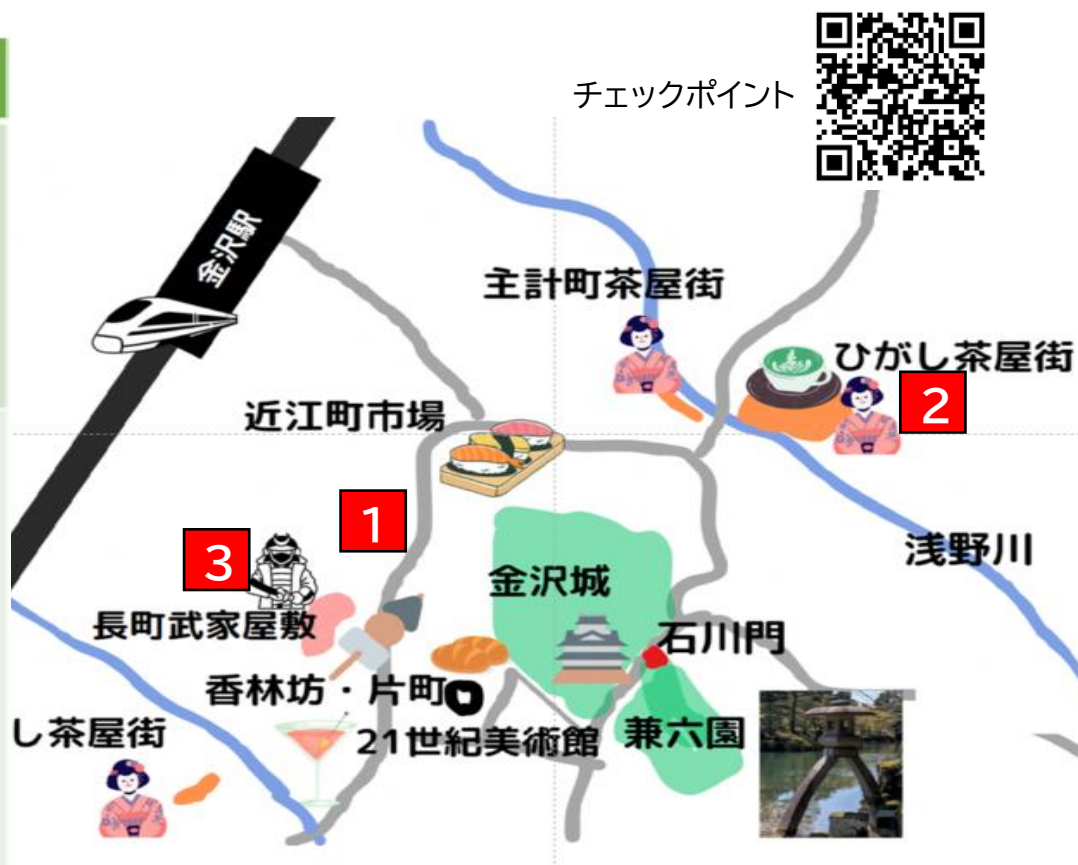 チェックポイント
金沢駅
主計町茶屋街
ひがし茶屋街
2
近江町市場
1
浅野川
3
金沢城
長町武家屋敷
石川門
香林坊・片町
し茶屋街
21世紀美術館
兼六園